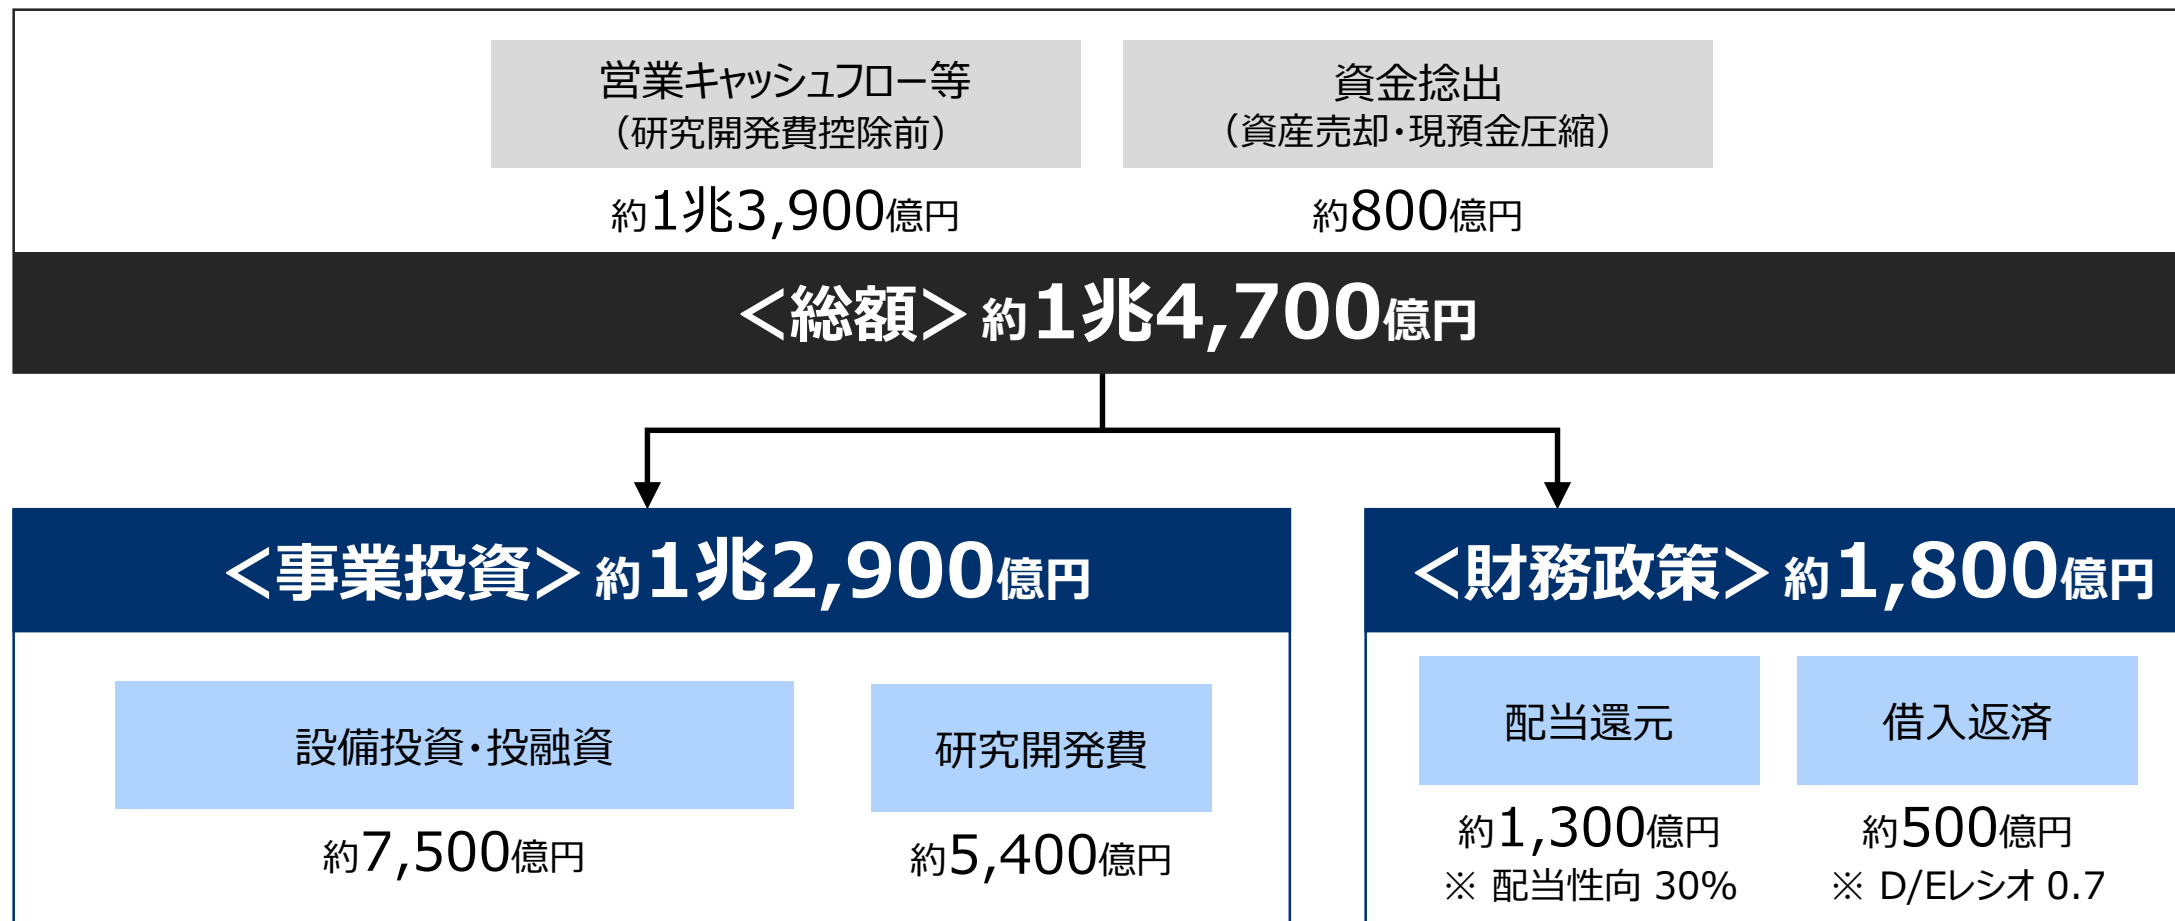 営業キャッシュフロー等
（研究開発費控除前）
約1兆3,900億円
資金捻出
（資産売却・現預金圧縮）
約800億円
＜総額＞ 約1兆4,700億円
＜事業投資＞ 約1兆2,900億円
設備投資・投融資
約7,500億円
研究開発費
約5,400億円
＜財務政策＞ 約1,800億円
配当還元
約1,300億円
※ 配当性向 30%
借入返済
約500億円
※ D/Eレシオ 0.7